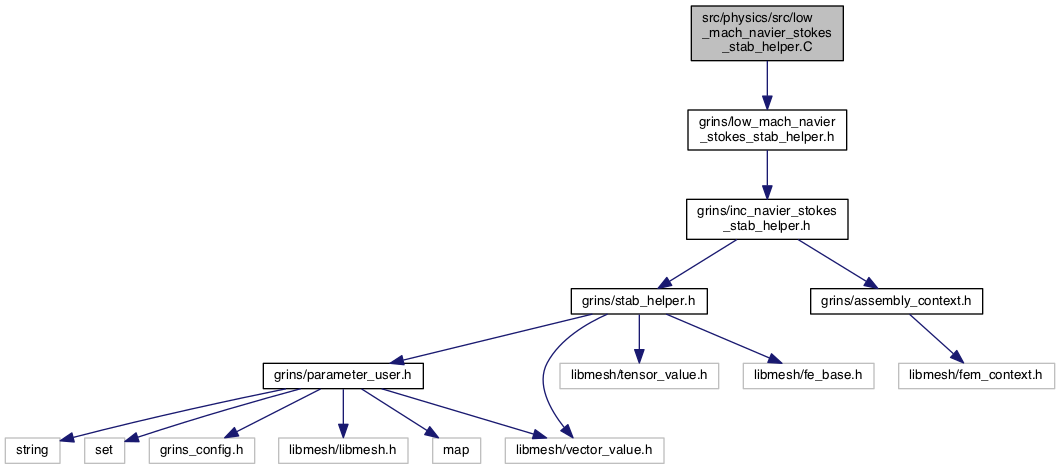 src/physics/src/low
_mach_navier_stokes
_stab_helper.C
grins/low_mach_navier
_stokes_stab_helper.h
grins/inc_navier_stokes
_stab_helper.h
grins/stab_helper.h
grins/assembly_context.h
grins/parameter_user.h
libmesh/tensor_value.h
libmesh/fe_base.h
libmesh/fem_context.h
string
set
grins_config.h
libmesh/libmesh.h
map
libmesh/vector_value.h